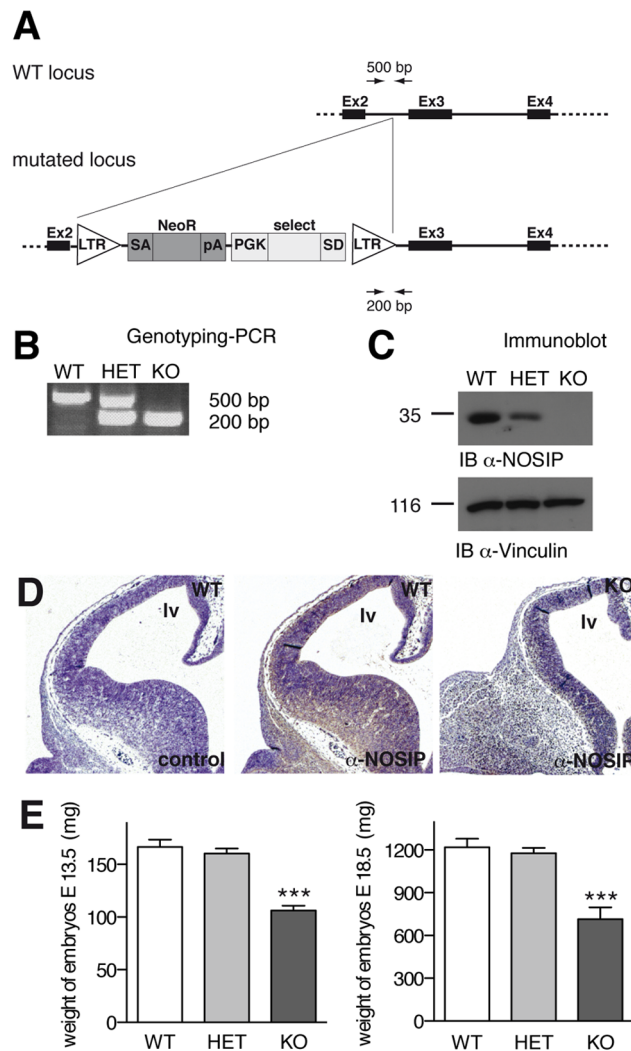 A
WT locus
500 bp
Ex2 Ex3 Ex4
mutated locus
Ex2 LTR SA NeoR pA PGK select SD LTR Ex3 Ex4
200 bp
B
Genotyping-PCR
WT HET KO
500 bp
200 bp
C
Immunoblot
WT HET KO
35
IB α-NOSIP
116
IB α-Vinculin
D
WT
lv
control
WT
lv
α-NOSIP
KO
lv
α-NOSIP
E
weight of embryos E 13.5 (mg)
150
100
50
0
***
WT HET KO
weight of embryos E 18.5 (mg)
1200
900
600
300
0
***
WT HET KO